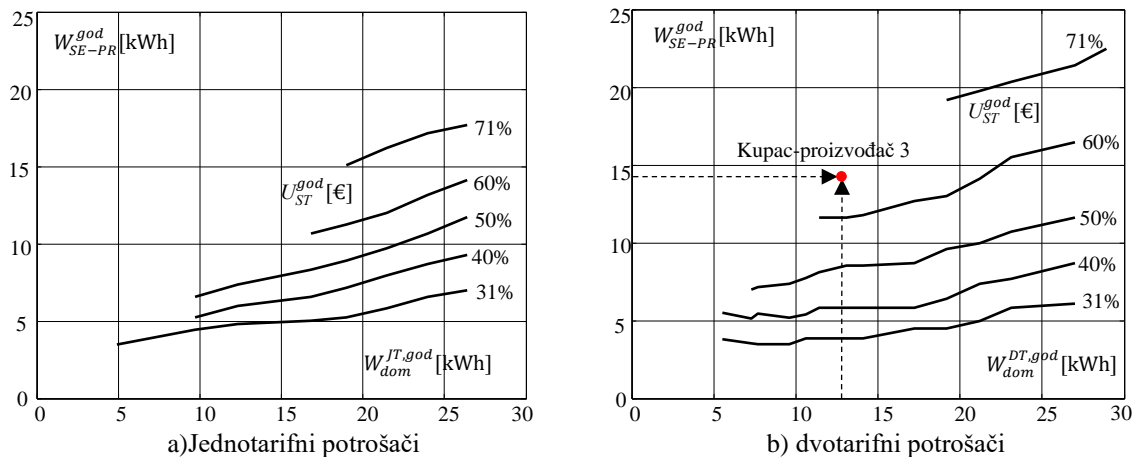 25
20
15
10
5
0
W_{SE-PR}^{god} [kWh]
71%
U_{ST}^{god} [€]
60%
50%
40%
31%
W_{dom}^{JT,god} [kWh]
0 5 10 15 20 25 30
a)Jednotarifni potrošači
25
20
15
10
5
0
W_{SE-PR}^{god} [kWh]
71%
U_{ST}^{god} [€]
Kupac-proizvođač 3
60%
50%
40%
31%
W_{dom}^{DT,god} [kWh]
0 5 10 15 20 25 30
b) dvotarifni potrošači